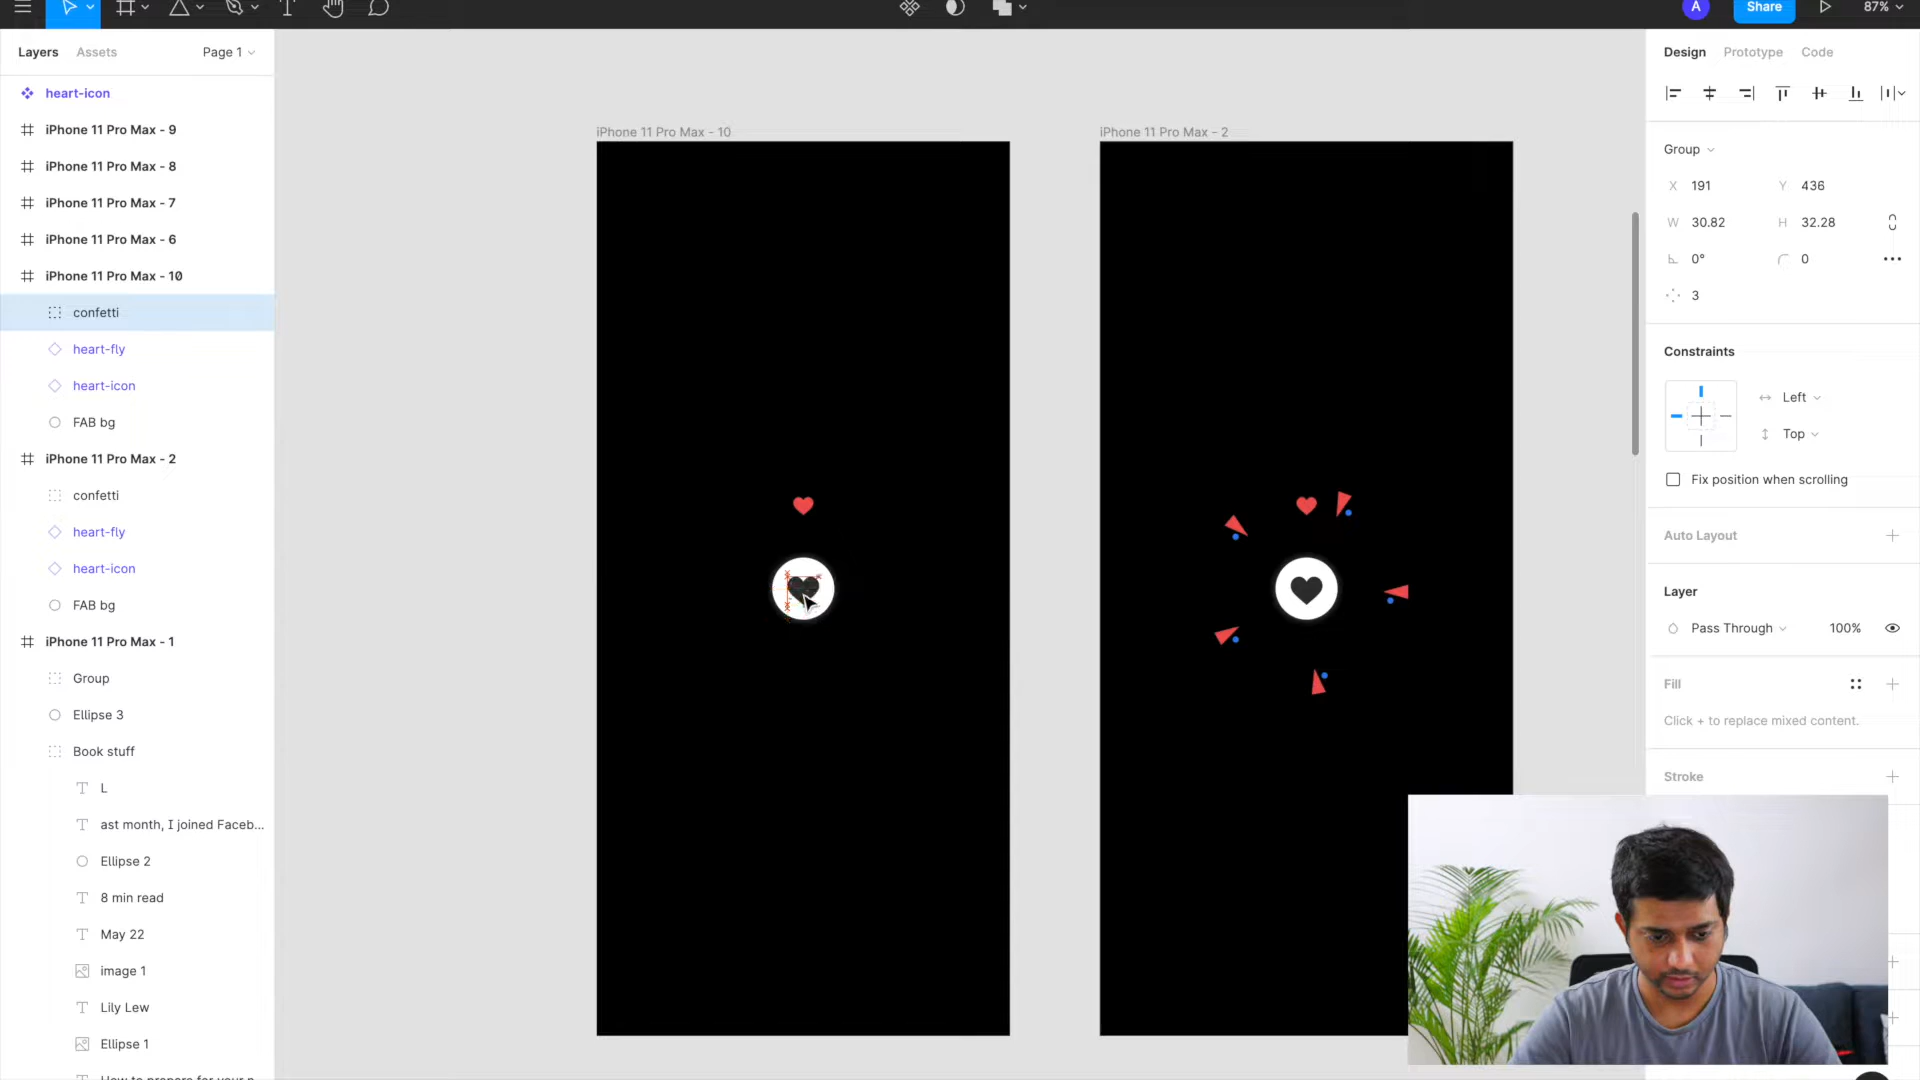 A
Share
87%
Layers
Assets
Page 1
heart-icon
iPhone 11 Pro Max - 9
iPhone 11 Pro Max - 8
iPhone 11 Pro Max - 7
iPhone 11 Pro Max - 6
iPhone 11 Pro Max - 10
confetti
heart-fly
heart-icon
FAB bg
iPhone 11 Pro Max - 2
confetti
heart-fly
heart-icon
FAB bg
iPhone 11 Pro Max - 1
Group
Ellipse 3
Book stuff
L
ast month, I joined Faceb...
Ellipse 2
8 min read
May 22
image 1
Lily Lew
Ellipse 1
iPhone 11 Pro Max - 10
iPhone 11 Pro Max - 2
Design
Prototype
Code
Group
X 191
Y 436
W 30.82
H 32.28
0°
0
3
Constraints
Left
Top
Fix position when scrolling
Auto Layout
Layer
Pass Through
100%
Fill
Click + to replace mixed content.
Stroke